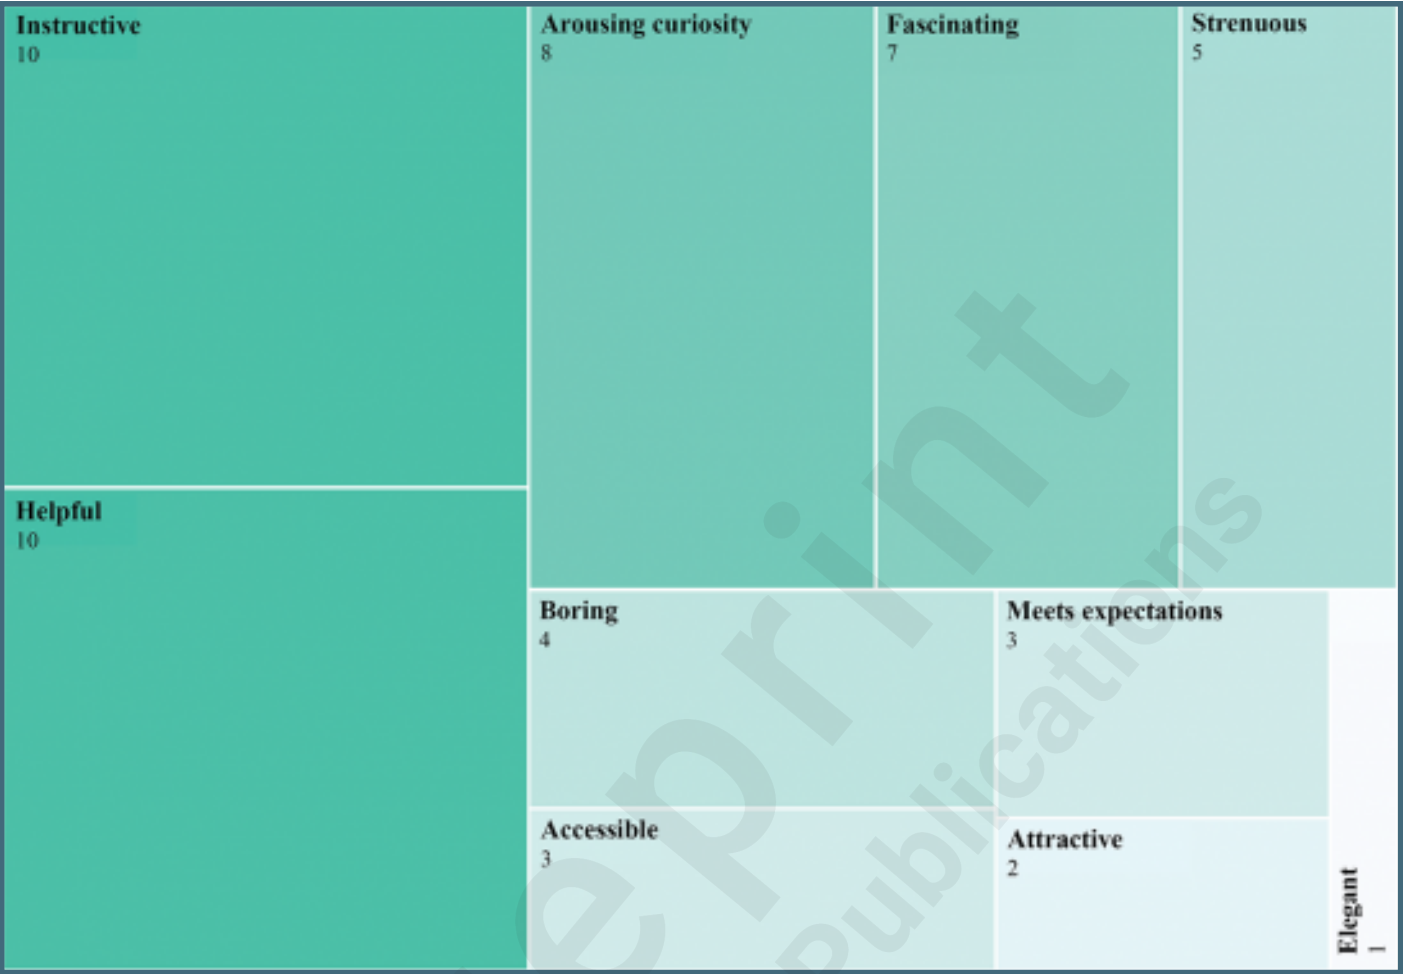 Instructive
10
Arousing curiosity
8
Fascinating
7
Strenuous
5
Helpful
10
Boring
4
Meets expectations
3
Accessible
3
Attractive
2
Elegant
1
eprint
Publications